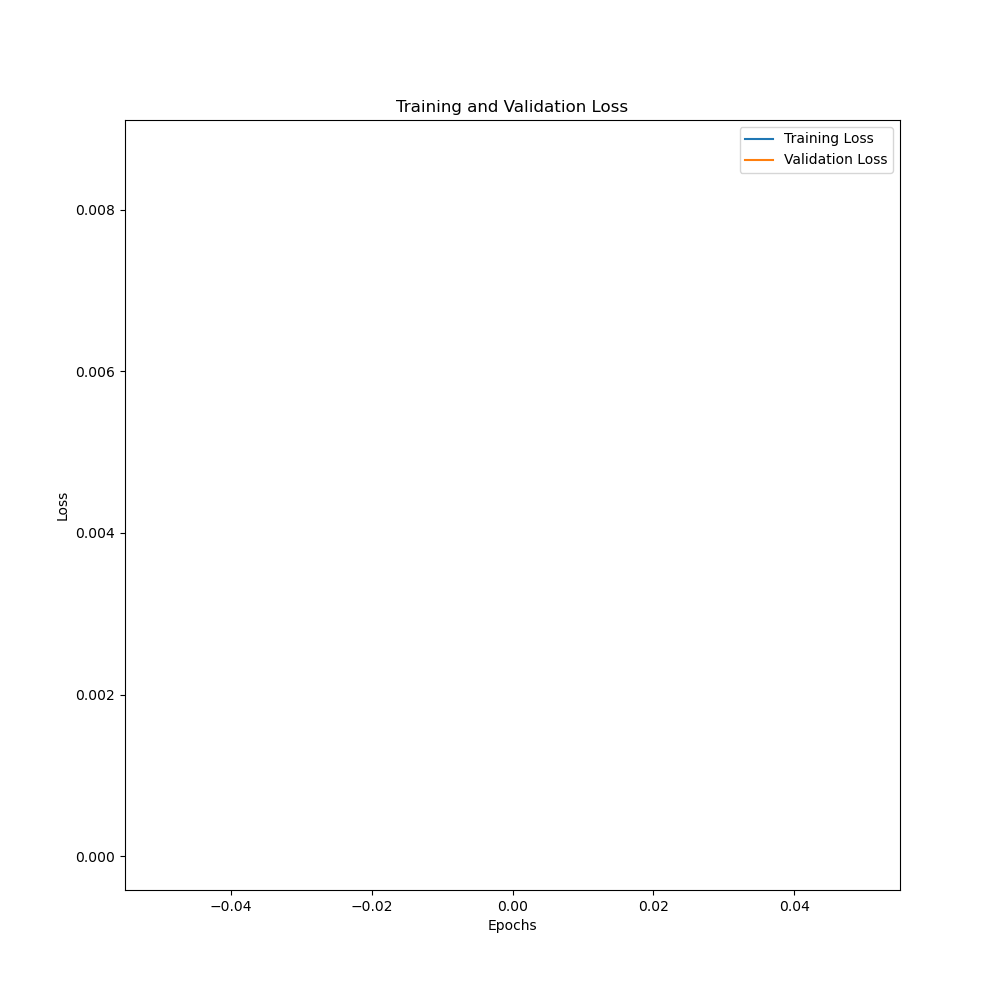 Training and Validation Loss
Training Loss
Validation Loss
0.008
0.006
0.004
0.002
0.000
Loss
−0.04
−0.02
0.00
0.02
0.04
Epochs